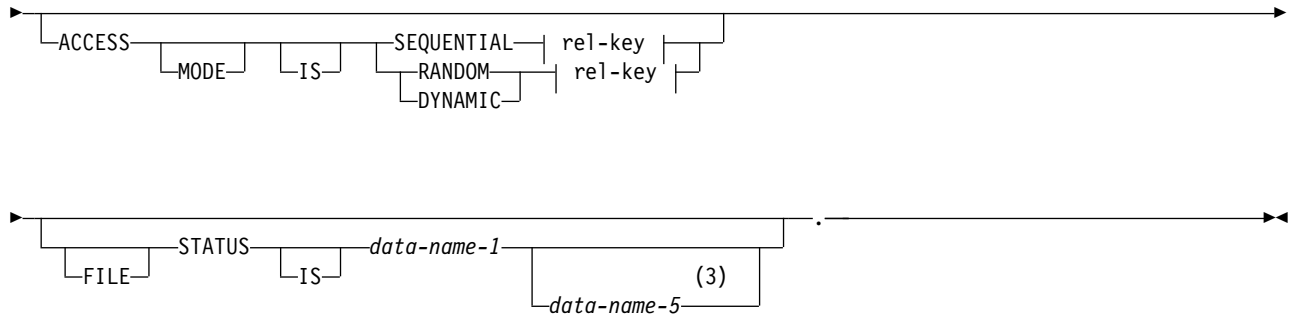 ACCESS MODE IS SEQUENTIAL rel-key
RANDOM rel-key
DYNAMIC
.
FILE STATUS IS data-name-1
(3)
data-name-5